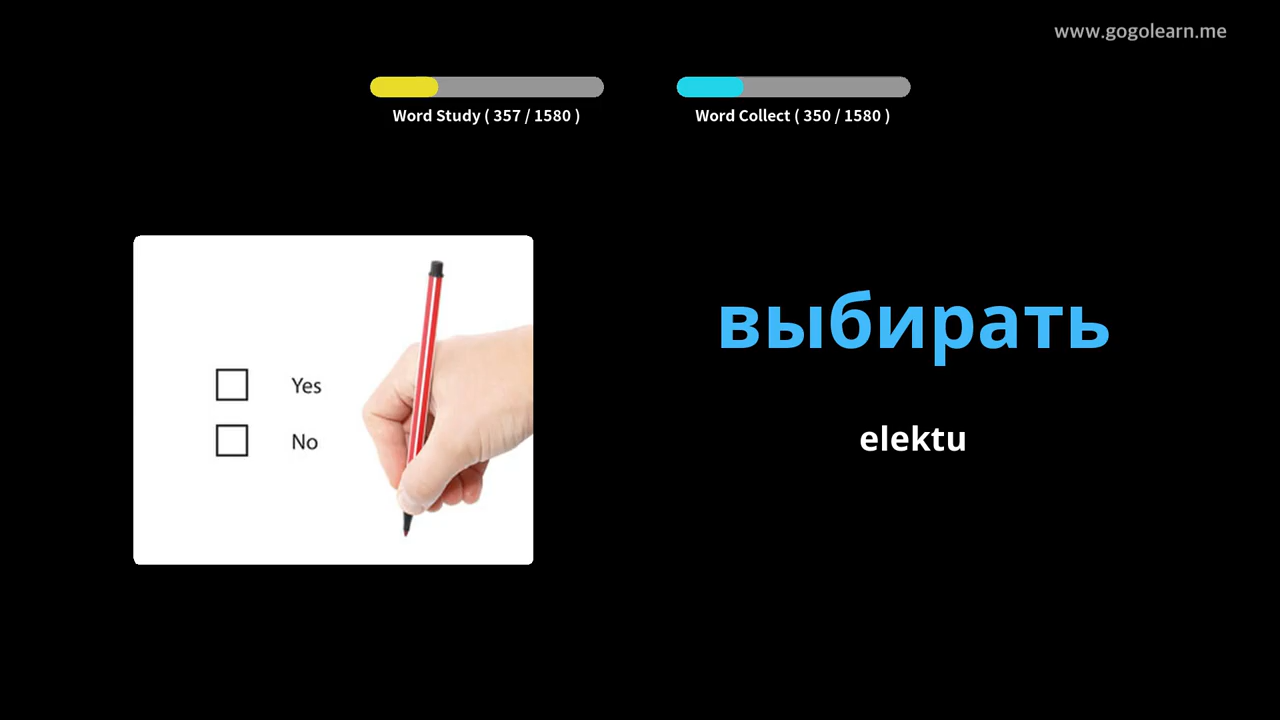 www.gogolearn.me
Word Study ( 357 / 1580 )
Word Collect ( 350 / 1580 )
Yes
No
выбирать
elektu